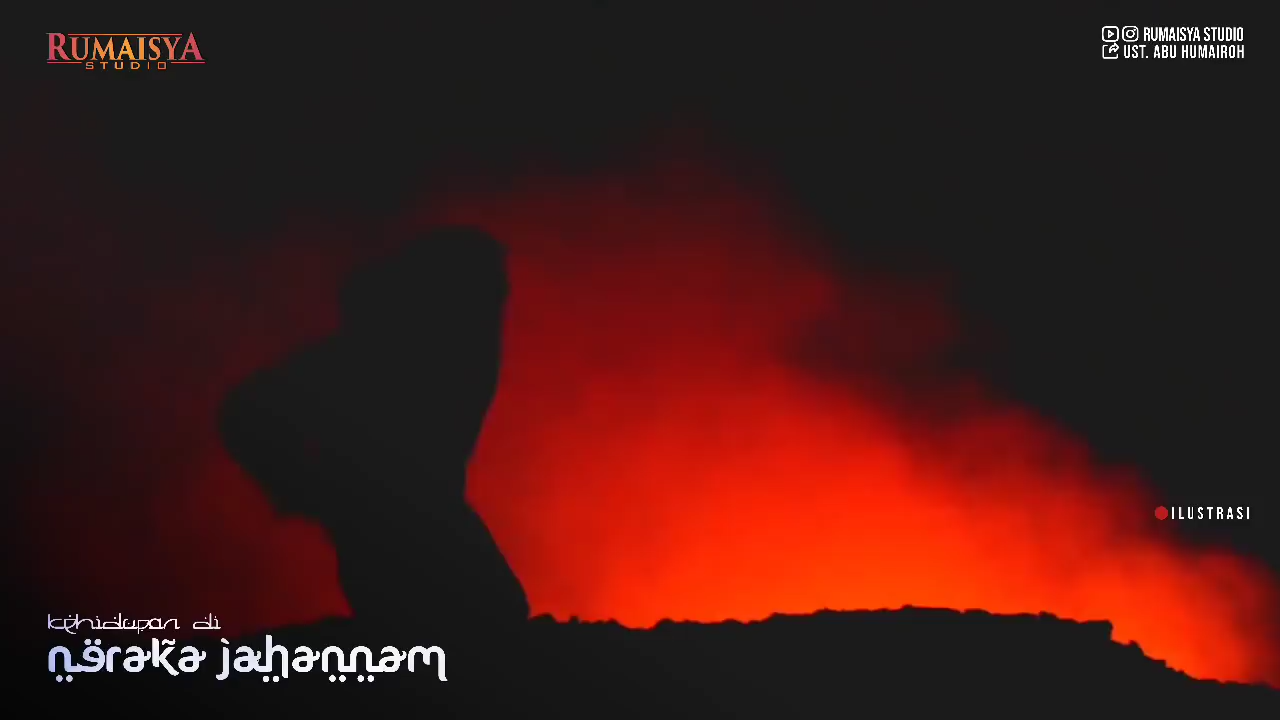 RUMAISYA
STUDIO
RUMAISYA STUDIO
UST. ABU HUMAIROH
ILUSTRASI
kehidupan di
neraka jahannam